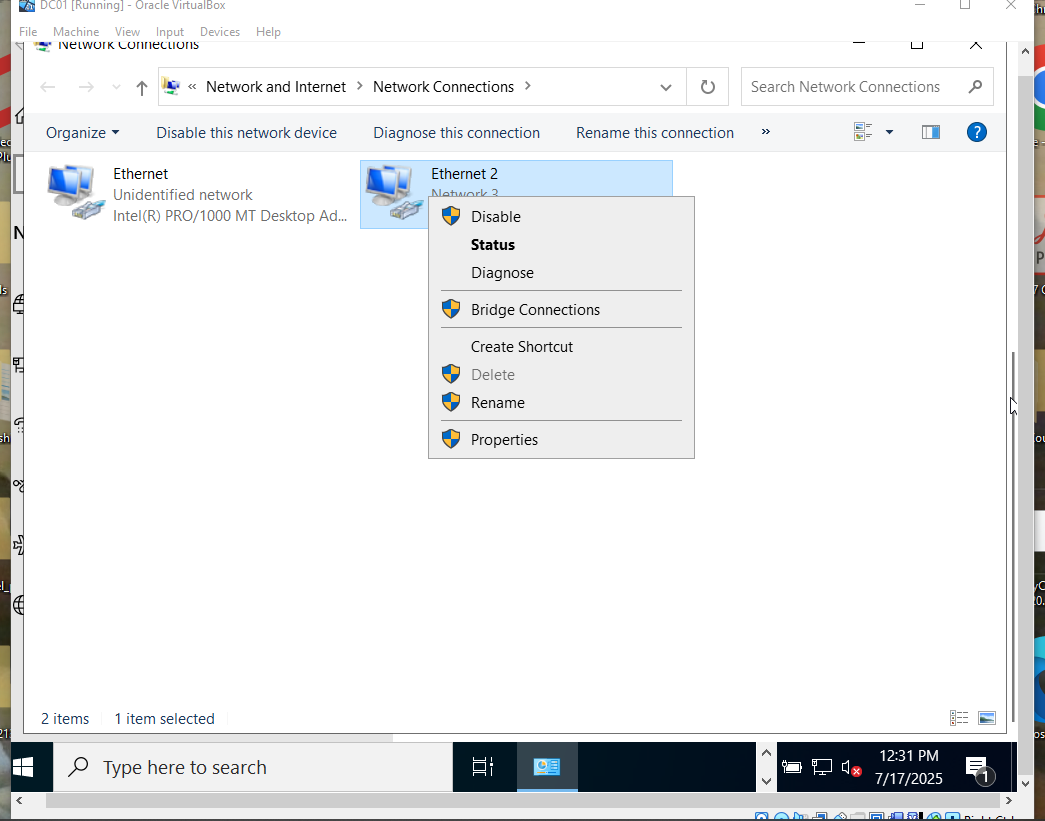 DC01 [Running] - Oracle VirtualBox
File Machine View Input Devices Help
Network Connections
« Network and Internet > Network Connections >
Search Network Connections
Organize Disable this network device Diagnose this connection Rename this connection »
Ethernet
Unidentified network
Intel(R) PRO/1000 MT Desktop Ad...
Ethernet 2
Network 3
Disable
Status
Diagnose
Bridge Connections
Create Shortcut
Delete
Rename
Properties
2 items
1 item selected
Type here to search
12:31 PM
7/17/2025
1
Right Ctrl